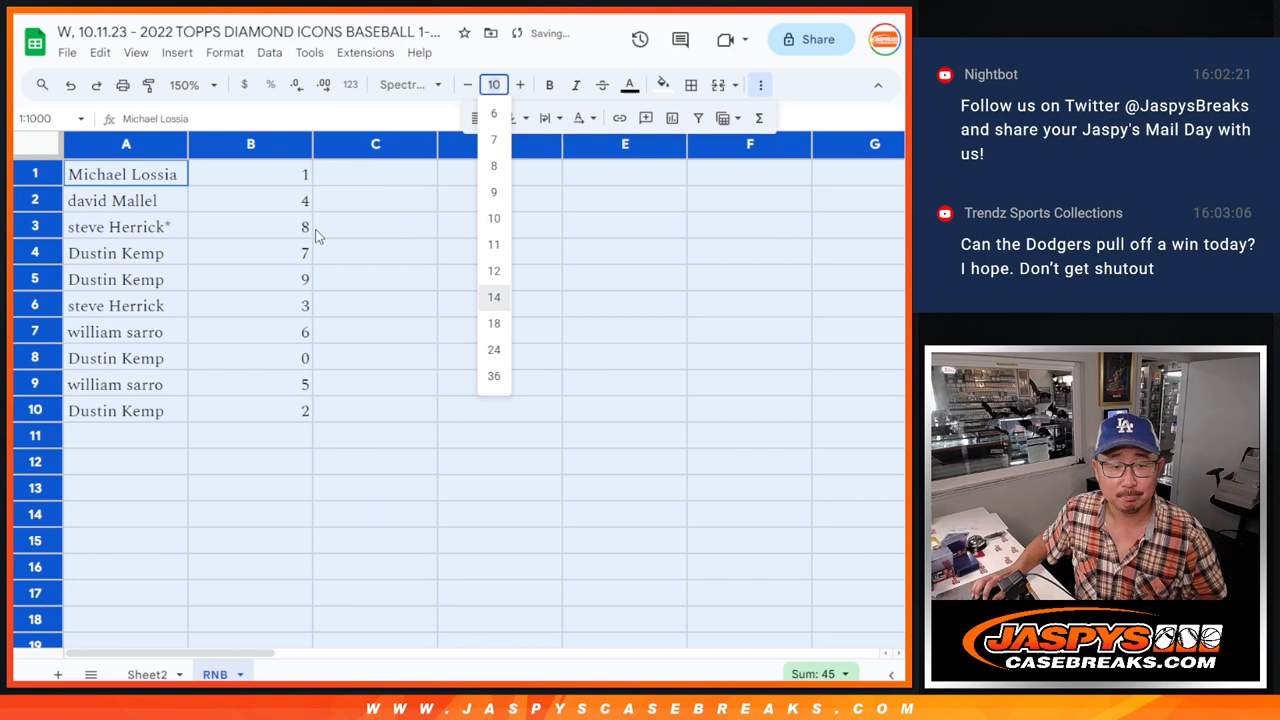 W, 10.11.23 - 2022 TOPPS DIAMOND ICONS BASEBALL 1-...
Saving...
File Edit View Insert Format Data Tools Extensions Help
Share
150% $ % .0 .00 123 Spectr... 10
1:1000 fx Michael Lossia
A B C E F G
1 Michael Lossia 1
2 david Mallel 4
3 steve Herrick* 8
4 Dustin Kemp 7
5 Dustin Kemp 9
6 steve Herrick 3
7 william sarro 6
8 Dustin Kemp 0
9 william sarro 5
10 Dustin Kemp 2
11
12
13
14
15
16
17
18
19
6
7
8
9
10
11
12
14
18
24
36
Sheet2 RNB Sum: 45
Nightbot 16:02:21
Follow us on Twitter @JaspysBreaks
and share your Jaspy's Mail Day with
us!
Trendz Sports Collections 16:03:06
Can the Dodgers pull off a win today?
I hope. Don't get shutout
LA
JASPYS
CASEBREAKS.COM
WWW.JASPYSCASEBREAKS.COM